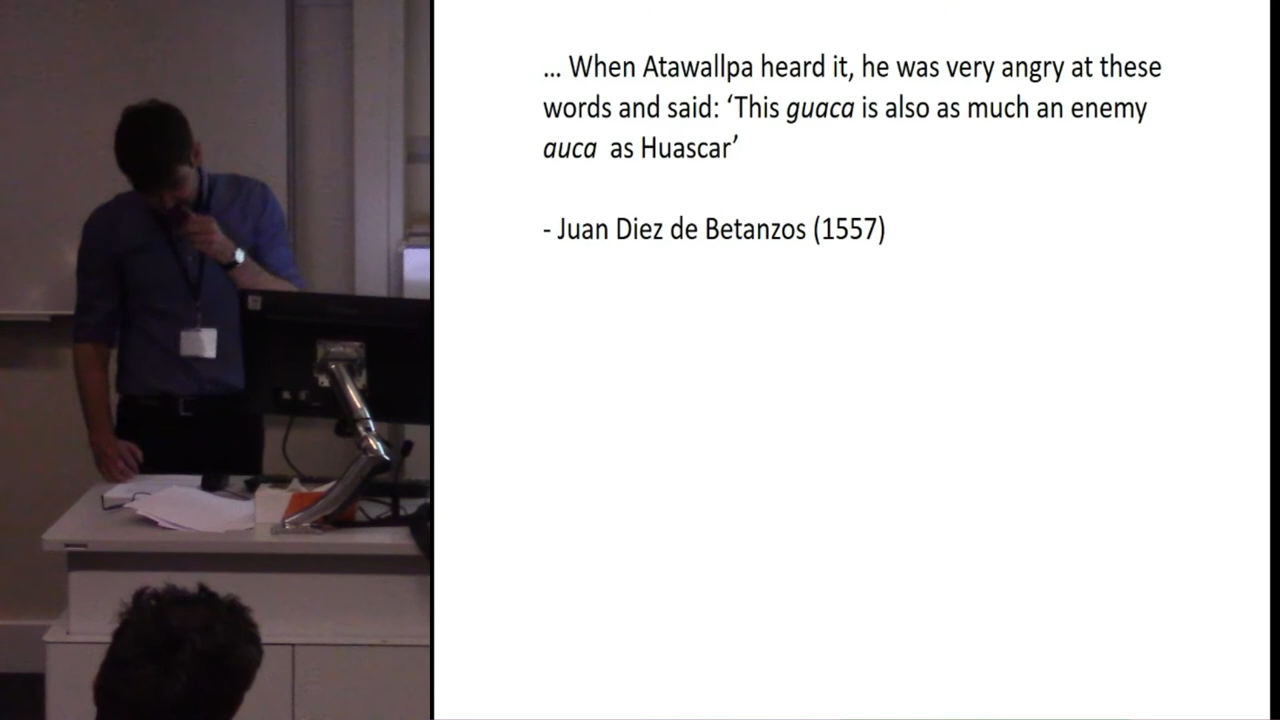 ... When Atawallpa heard it, he was very angry at these
words and said: ‘This guaca is also as much an enemy
auca as Huascar’
- Juan Diez de Betanzos (1557)